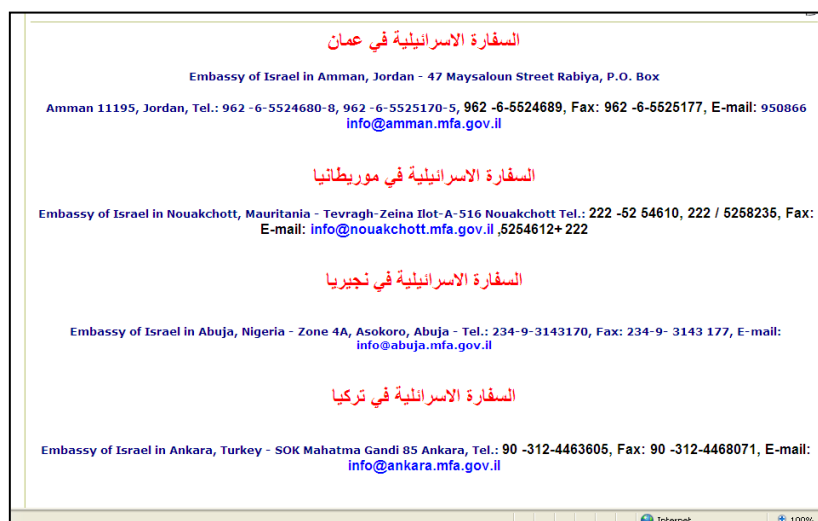 السفارة الاسرائيلية في عمان
Embassy of Israel in Amman, Jordan - 47 Maysaloun Street Rabiya, P.O. Box
Amman 11195, Jordan, Tel.: 962 -6-5524680-8, 962 -6-5525170-5, 962 -6-5524689, Fax: 962 -6-5525177, E-mail: 950866
info@amman.mfa.gov.il
السفارة الاسرائيلية في موريطانيا
Embassy of Israel in Nouakchott, Mauritania - Tevragh-Zeina Ilot-A-516 Nouakchott Tel.: 222 -52 54610, 222 / 5258235, Fax:
E-mail: info@nouakchott.mfa.gov.il ,5254612+ 222
السفارة الاسرائيلية في نجيريا
Embassy of Israel in Abuja, Nigeria - Zone 4A, Asokoro, Abuja - Tel.: 234-9-3143170, Fax: 234-9- 3143 177, E-mail:
info@abuja.mfa.gov.il
السفارة الاسرائلية في تركيا
Embassy of Israel in Ankara, Turkey - SOK Mahatma Gandi 85 Ankara, Tel.: 90 -312-4463605, Fax: 90 -312-4468071, E-mail:
info@ankara.mfa.gov.il
Internet 100%